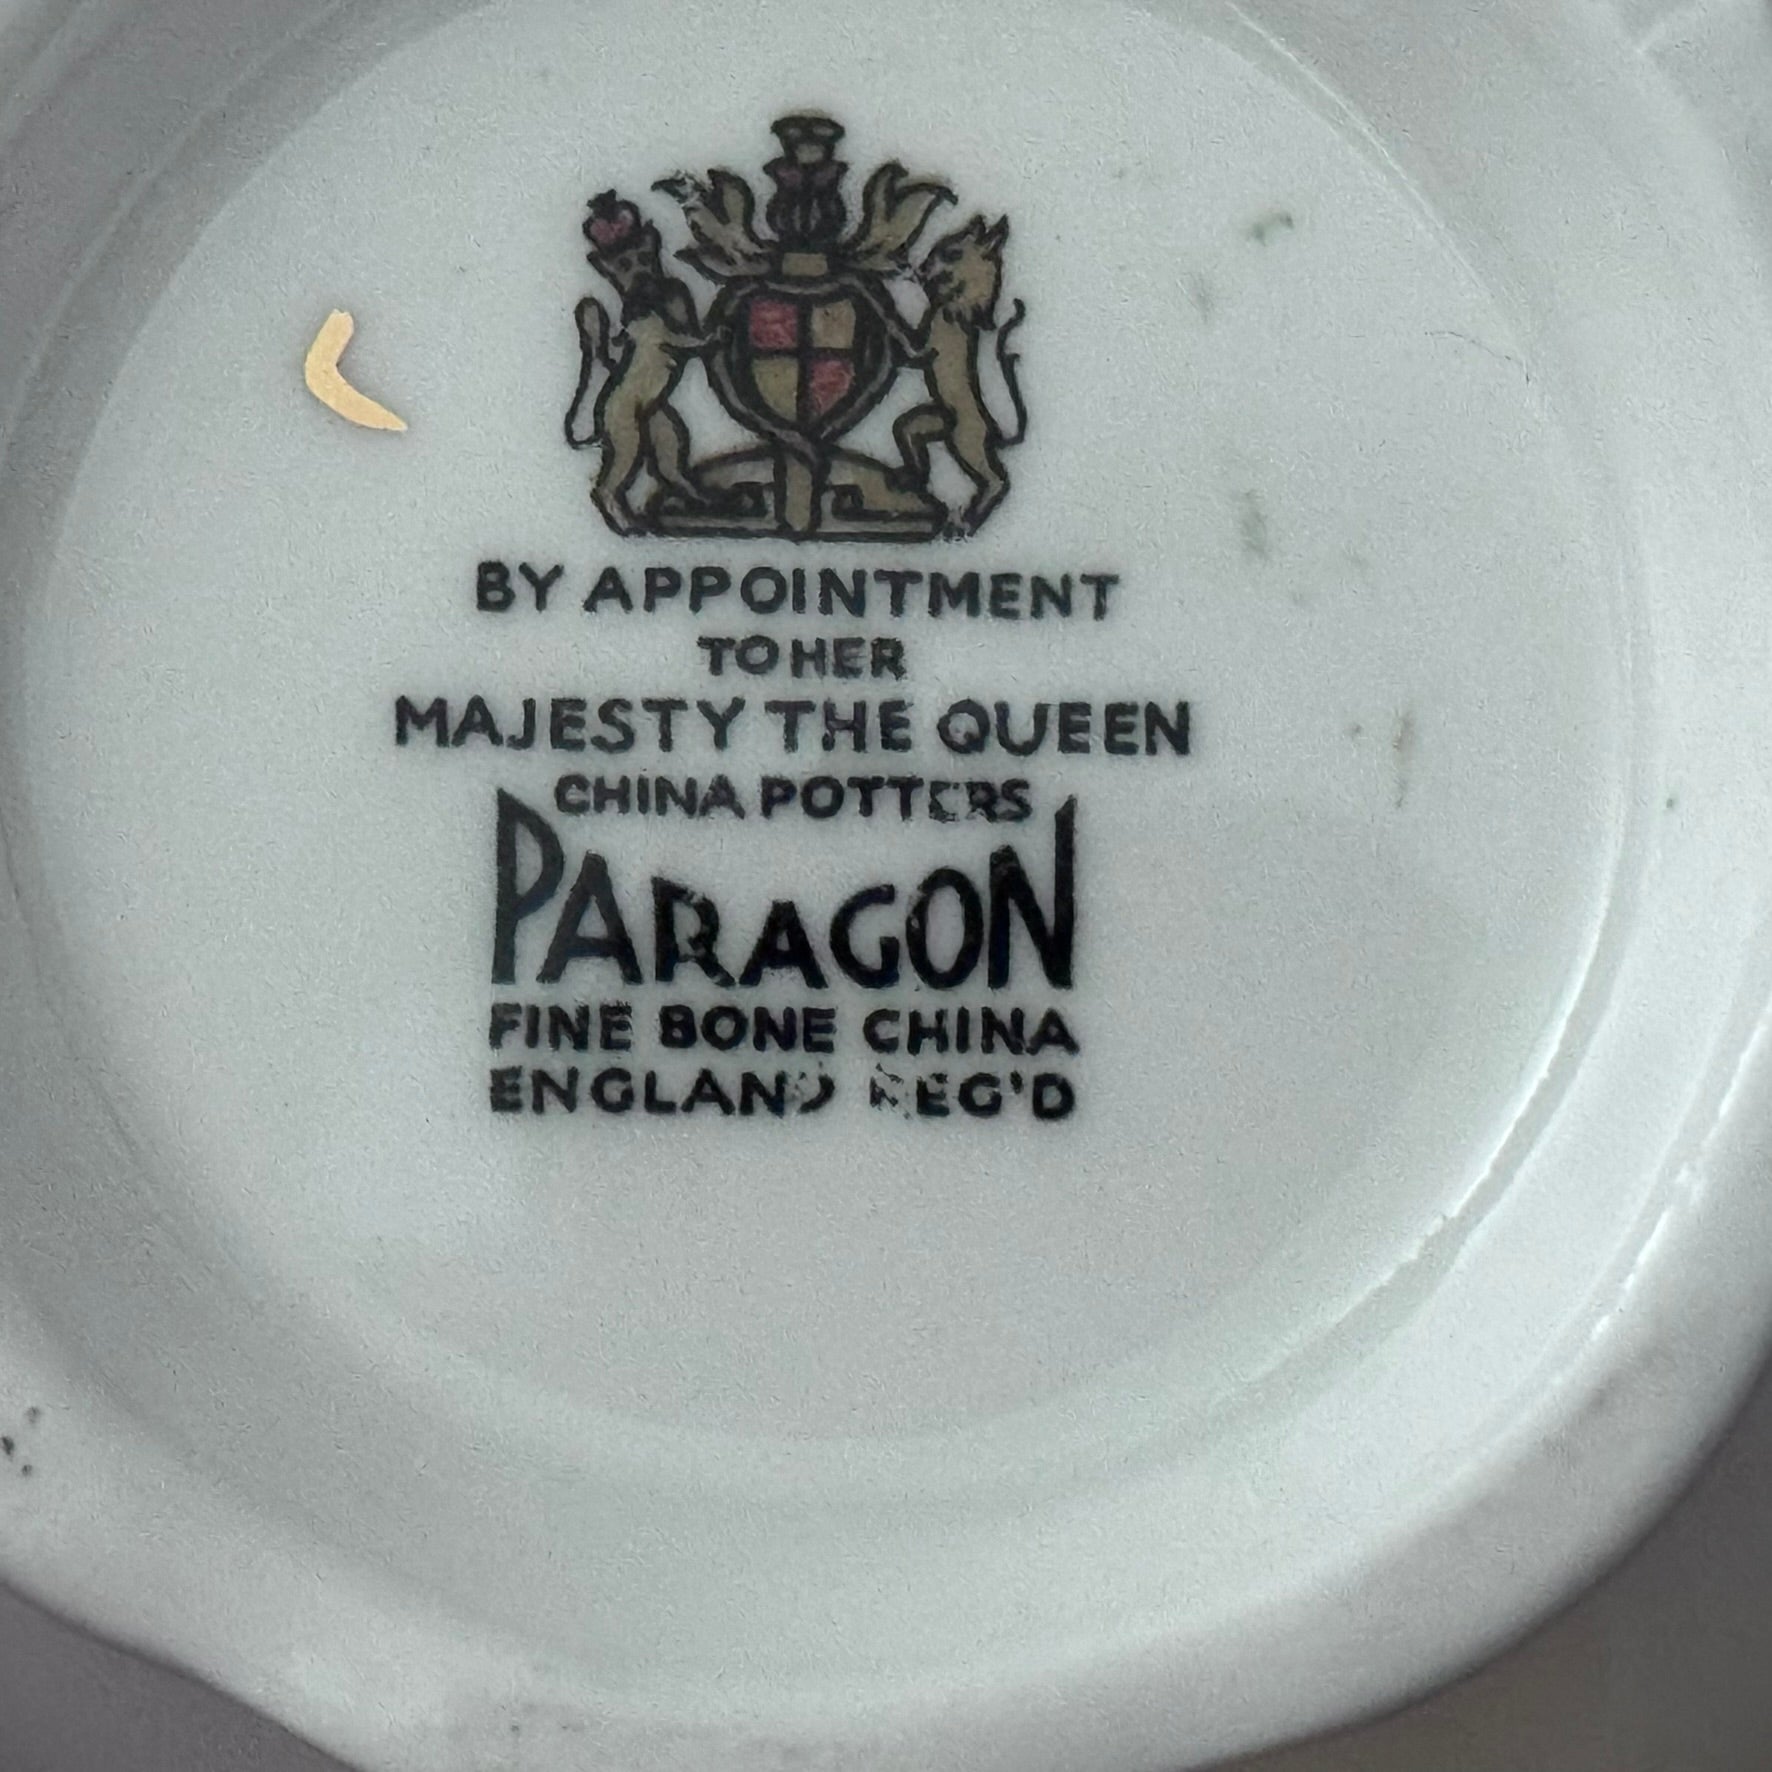 BY APPOINTMENT
TO HER
MAJESTY THE QUEEN
CHINA POTTERS
PARAGON
FINE BONE CHINA
ENGLAND REG'D